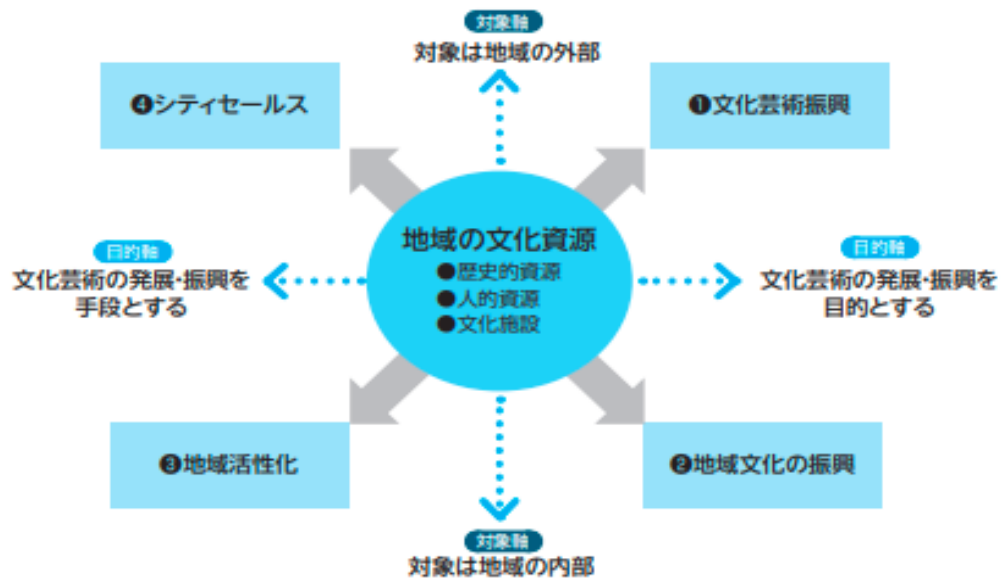 対象軸
対象は地域の外部
❹シティセールス
❶文化芸術振興
地域の文化資源
●歴史的資源
●人的資源
●文化施設
目的軸
文化芸術の発展・振興を
手段とする
目的軸
文化芸術の発展・振興を
目的とする
❸地域活性化
❷地域文化の振興
対象軸
対象は地域の内部